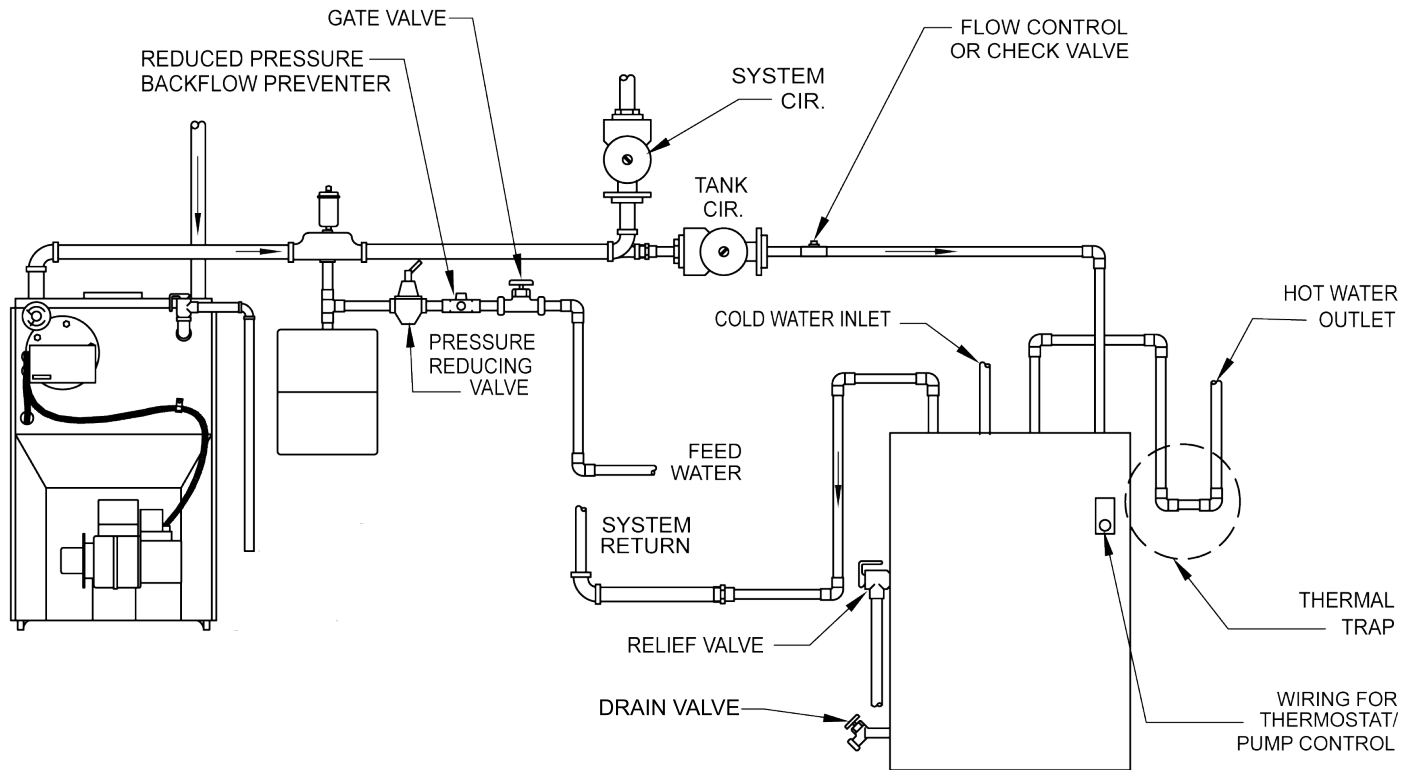 GATE VALVE
REDUCED PRESSURE
BACKFLOW PREVENTER
SYSTEM
CIR.
FLOW CONTROL
OR CHECK VALVE
TANK
CIR.
HOT WATER
OUTLET
COLD WATER INLET
PRESSURE
REDUCING
VALVE
FEED
WATER
SYSTEM
RETURN
THERMAL
TRAP
RELIEF VALVE
DRAIN VALVE
WIRING FOR
THERMOSTAT/
PUMP CONTROL